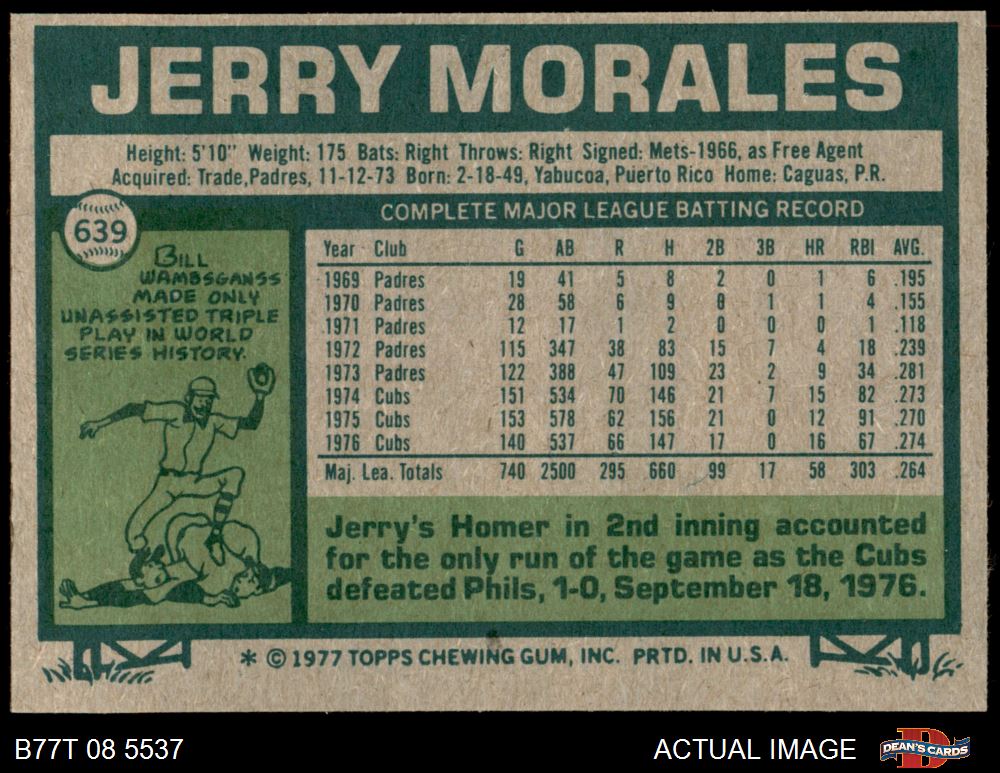 JERRY MORALES
Height: 5'10" Weight: 175 Bats: Right Throws: Right Signed: Mets-1966, as Free Agent
Acquired: Trade, Padres, 11-12-73 Born: 2-18-49, Yabucoa, Puerto Rico Home: Caguas, P.R.
639
BILL
WAMBSGANSS
MADE ONLY
UNASSISTED TRIPLE
PLAY IN WORLD
SERIES HISTORY.
COMPLETE MAJOR LEAGUE BATTING RECORD
Year Club G AB R H 2B 3B HR RBI AVG.
1969 Padres 19 41 5 8 2 0 1 6 .195
1970 Padres 28 58 6 9 0 1 1 4 .155
1971 Padres 12 17 1 2 0 0 0 1 .118
1972 Padres 115 347 38 83 15 7 4 18 .239
1973 Padres 122 388 47 109 23 2 9 34 .281
1974 Cubs 151 534 70 146 21 7 15 82 .273
1975 Cubs 153 578 62 156 21 0 12 91 .270
1976 Cubs 140 537 66 147 17 0 16 67 .274
Maj. Lea. Totals 740 2500 295 660 99 17 58 303 .264
Jerry's Homer in 2nd inning accounted
for the only run of the game as the Cubs
defeated Phils, 1-0, September 18, 1976.
* © 1977 TOPPS CHEWING GUM, INC. PRTD. IN U.S.A.
B77T 08 5537
ACTUAL IMAGE
DEAN'S CARDS